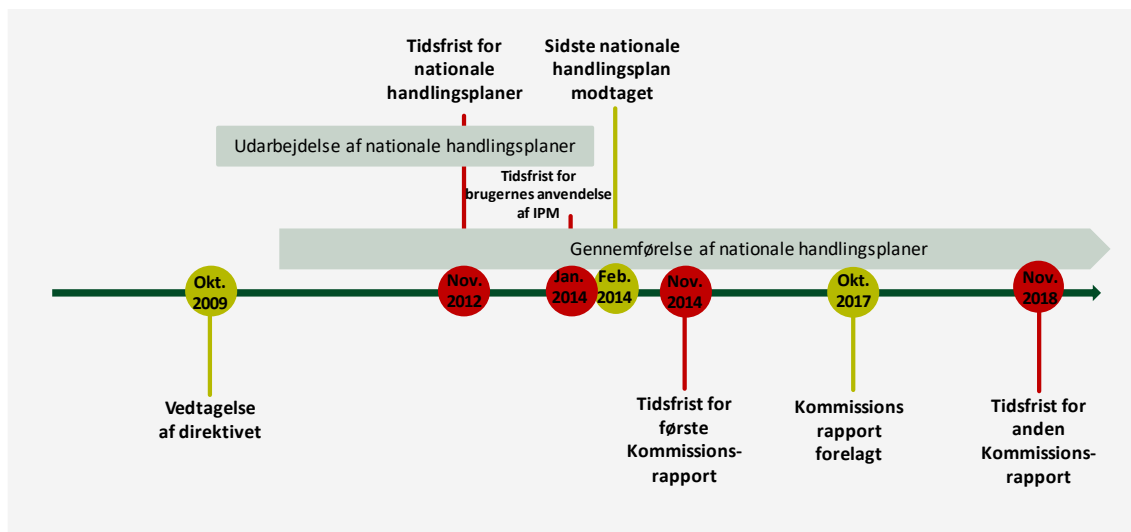 Tidsfrist for
nationale
handlingsplaner
Sidste nationale
handlingsplan
modtaget
Udarbejdelse af nationale handlingsplaner
Tidsfrist for
brugernes anvendelse
af IPM
Gennemførelse af nationale handlingsplaner
Okt.
2009
Nov.
2012
Jan.
2014
Feb.
2014
Nov.
2014
Okt.
2017
Nov.
2018
Vedtagelse
af direktivet
Tidsfrist for
første
Kommissions-
rapport
Kommissions
rapport
forelagt
Tidsfrist for
anden
Kommissions-
rapport